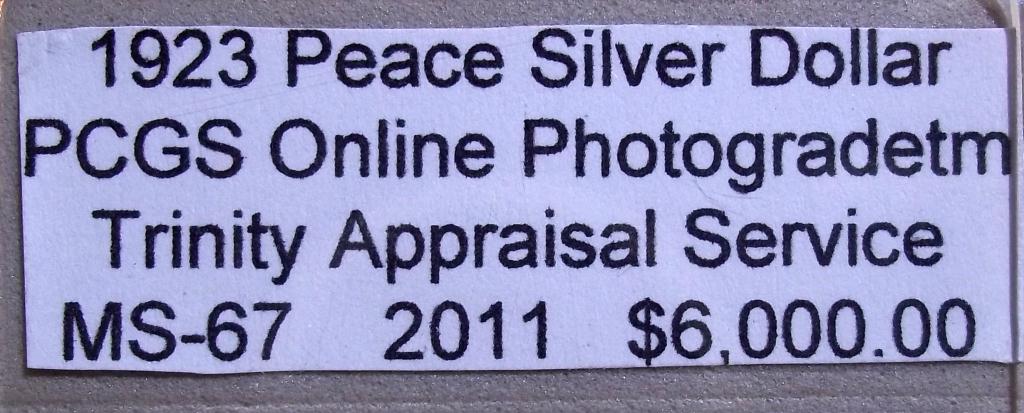 1923 Peace Silver Dollar
PCGS Online Photogradetm
Trinity Appraisal Service
MS-67 2011 $6,000.00